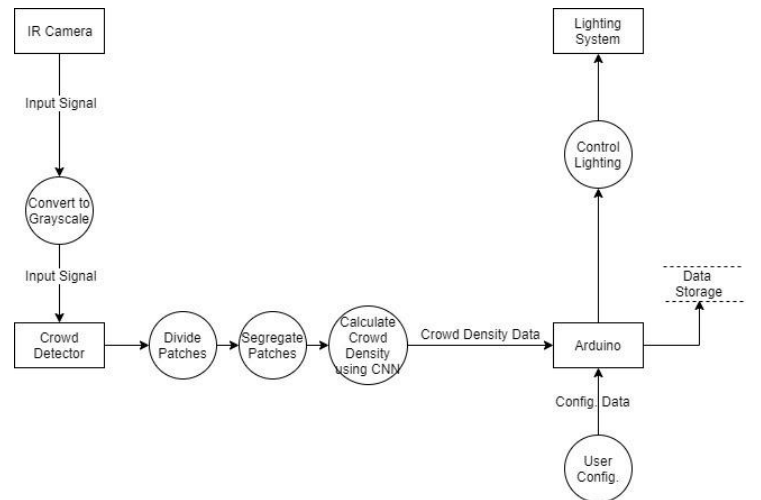 IR Camera
Input Signal
Convert to
Grayscale
Input Signal
Crowd
Detector
Divide
Patches
Segregate
Patches
Calculate
Crowd
Density
using CNN
Crowd Density Data
Lighting
System
Control
Lighting
Data
Storage
Arduino
Config. Data
User
Config.